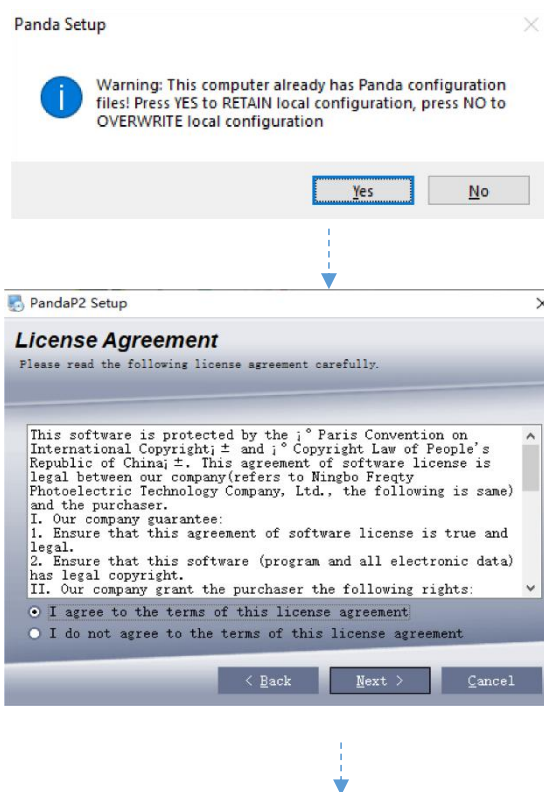 Panda Setup
Warning: This computer already has Panda configuration
files! Press YES to RETAIN local configuration, press NO to
OVERWRITE local configuration
Yes
No
PandaP2 Setup
License Agreement
Please read the following license agreement carefully.
This software is protected by the ¡° Paris Convention on
International Copyright¡± and ¡° Copyright Law of People's
Republic of China¡±. This agreement of software license is
legal between our company(refers to Ningbo Freqty
Photoelectric Technology Company, Ltd., the following is same)
and the purchaser.
I. Our company guarantee:
1. Ensure that this agreement of software license is true and
legal.
2. Ensure that this software (program and all electronic data)
has legal copyright.
II. Our company grant the purchaser the following rights:
I agree to the terms of this license agreement
I do not agree to the terms of this license agreement
< Back
Next >
Cancel